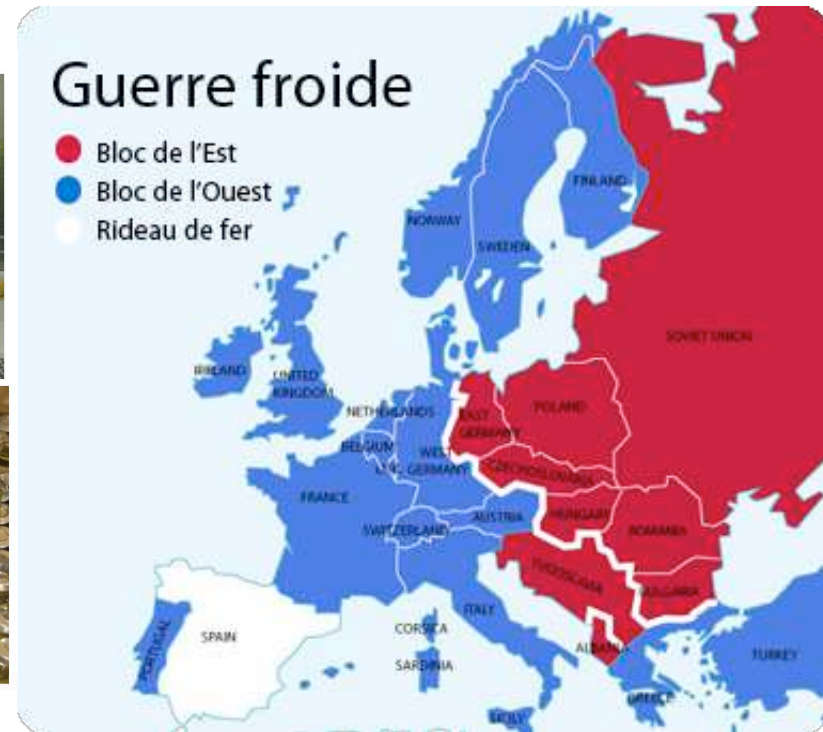 Guerre froide
Bloc de l'Est
Bloc de l'Ouest
Rideau de fer
FINLAND
NORWAY
SWEDEN
SOVIET UNION
IRELAND
UNITED
KINGDOM
NETHERLANDS
EAST
GERMANY
POLAND
BELGIUM
WEST
GERMANY
CZECHOSLOVAKIA
FRANCE
AUSTRIA
HUNGARY
SWITZERLAND
ROMANIA
YUGOSLAVIA
BULGARIA
ITALY
PORTUGAL
SPAIN
CORSICA
ALBANIA
SARDINIA
TURKEY
GREECE
SICILY